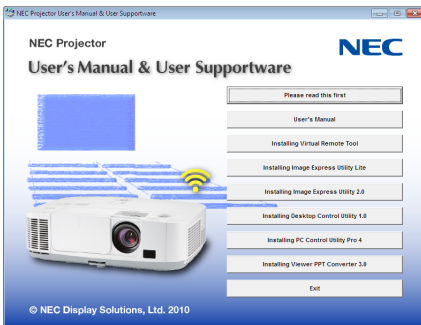 NEC Projector User's Manual & User Supportware
NEC Projector
NEC
User's Manual & User Supportware
Please read this first
User's Manual
Installing Virtual Remote Tool
Installing Image Express Utility Lite
Installing Image Express Utility 2.0
Installing Desktop Control Utility 1.0
Installing PC Control Utility Pro 4
Installing Viewer PPT Converter 3.0
Exit
© NEC Display Solutions, Ltd. 2010